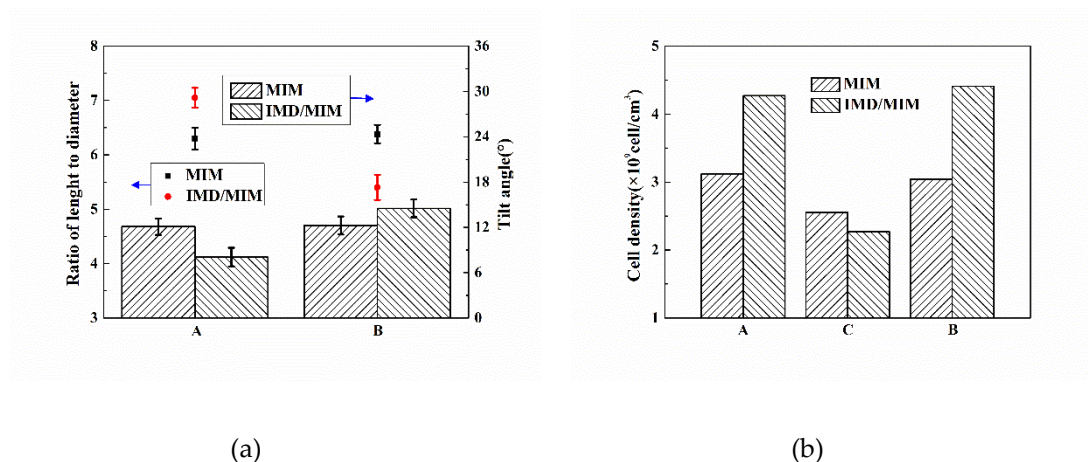 8
7
6
5
4
3
Ratio of lenght to diameter
MIM
IMD/MIM
MIM
IMD/MIM
A
B
36
30
24
18
12
6
0
Tilt angle(°)
5
4
3
2
1
Cell density(×10⁹cell/cm³)
MIM
IMD/MIM
A
C
B
(a)
(b)